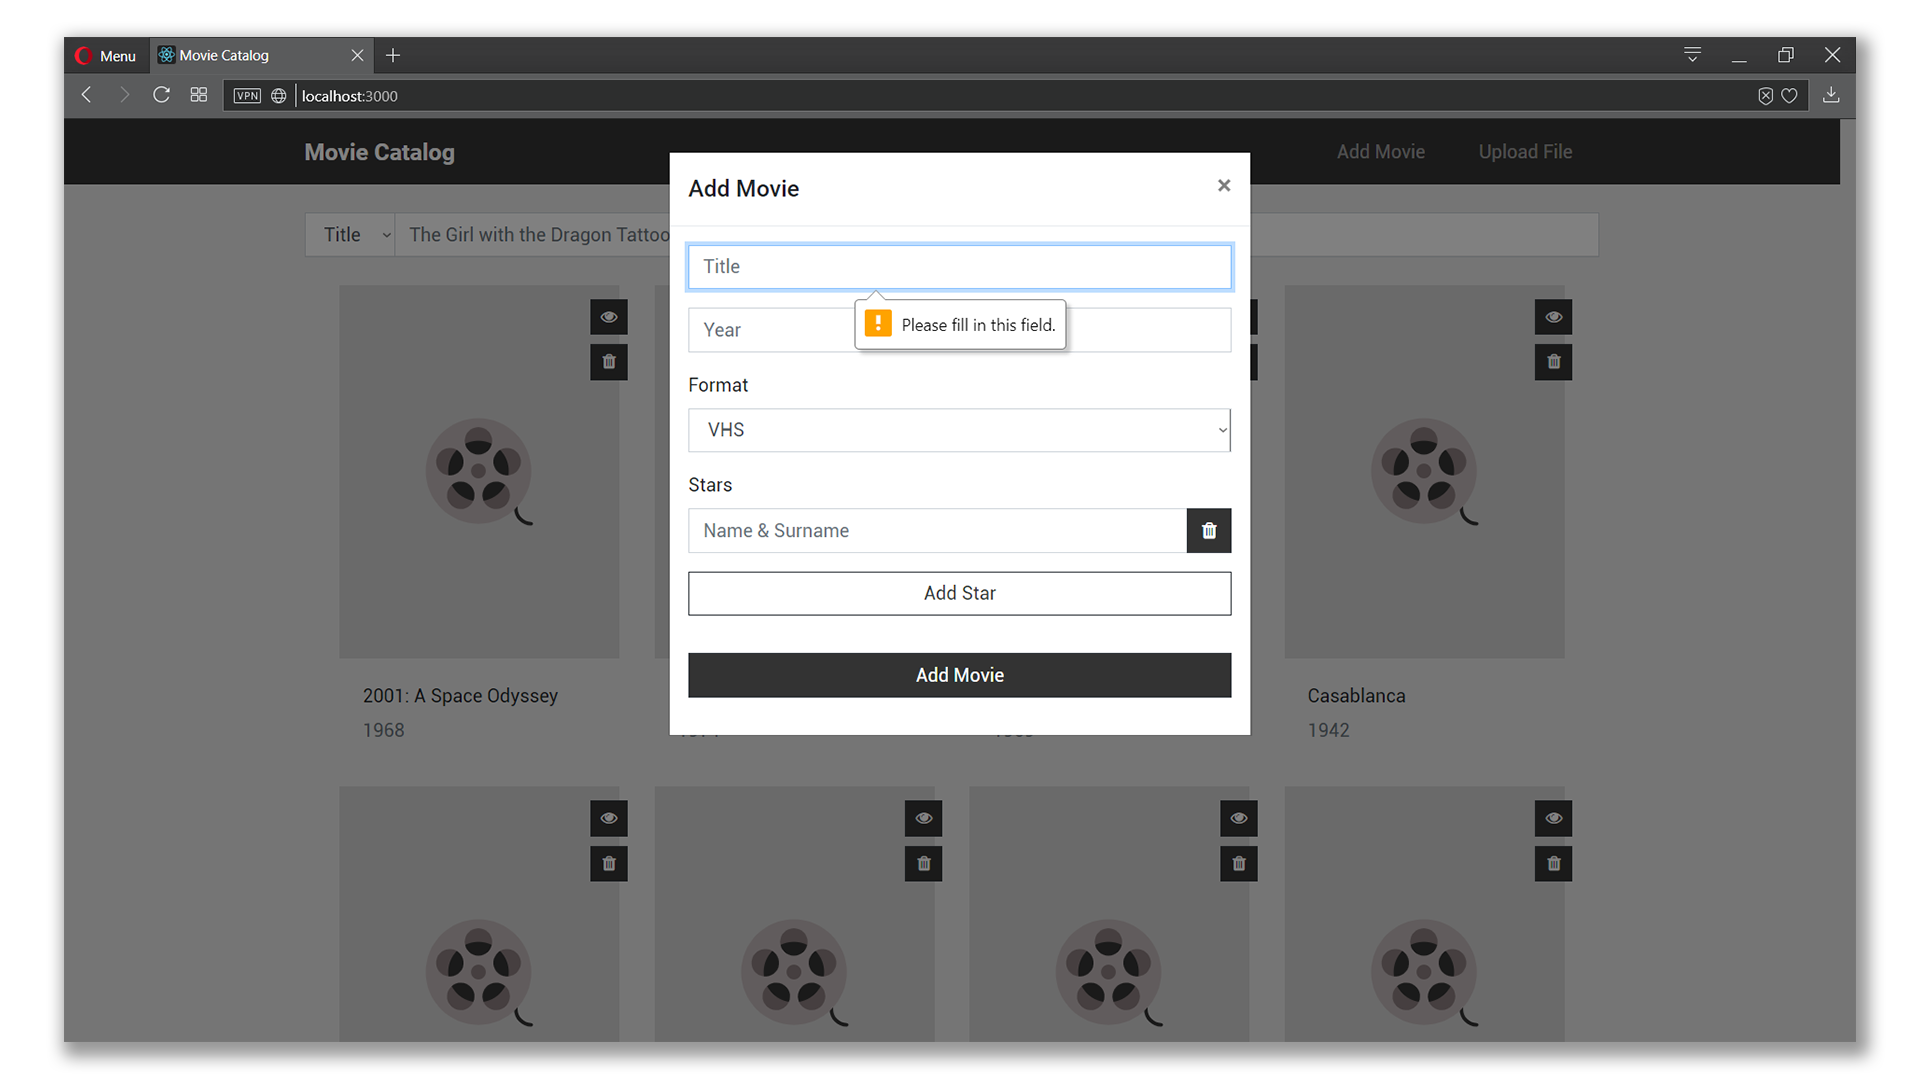 Menu
Movie Catalog
VPN
localhost:3000
Movie Catalog
Add Movie
Upload File
Title
The Girl with the Dragon Tattoo
Add Movie
×
Title
Please fill in this field.
Year
Format
VHS
Stars
Name & Surname
Add Star
Add Movie
2001: A Space Odyssey
1968
Casablanca
1942